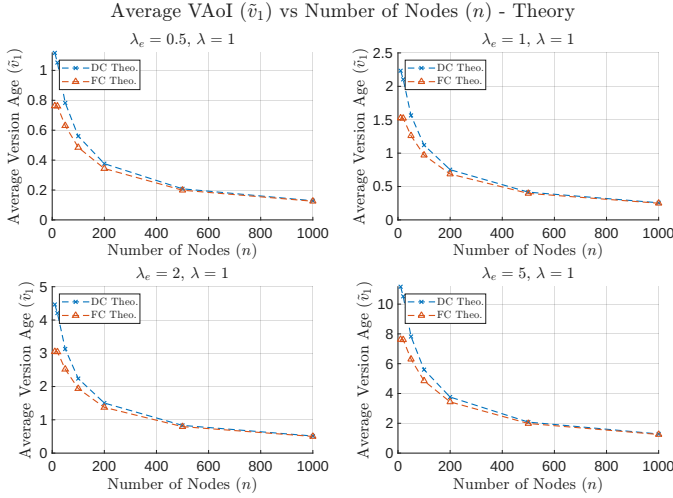 Average VAoI (ṽ₁) vs Number of Nodes (n) - Theory
λₑ = 0.5, λ = 1
Average Version Age (ṽ₁)
1
0.8
0.6
0.4
0.2
0
DC Theo.
FC Theo.
0 200 400 600 800 1000
Number of Nodes (n)
λₑ = 1, λ = 1
Average Version Age (ṽ₁)
2.5
2
1.5
1
0.5
0
DC Theo.
FC Theo.
0 200 400 600 800 1000
Number of Nodes (n)
λₑ = 2, λ = 1
Average Version Age (ṽ₁)
5
4
3
2
1
0
DC Theo.
FC Theo.
0 200 400 600 800 1000
Number of Nodes (n)
λₑ = 5, λ = 1
Average Version Age (ṽ₁)
10
8
6
4
2
0
DC Theo.
FC Theo.
0 200 400 600 800 1000
Number of Nodes (n)